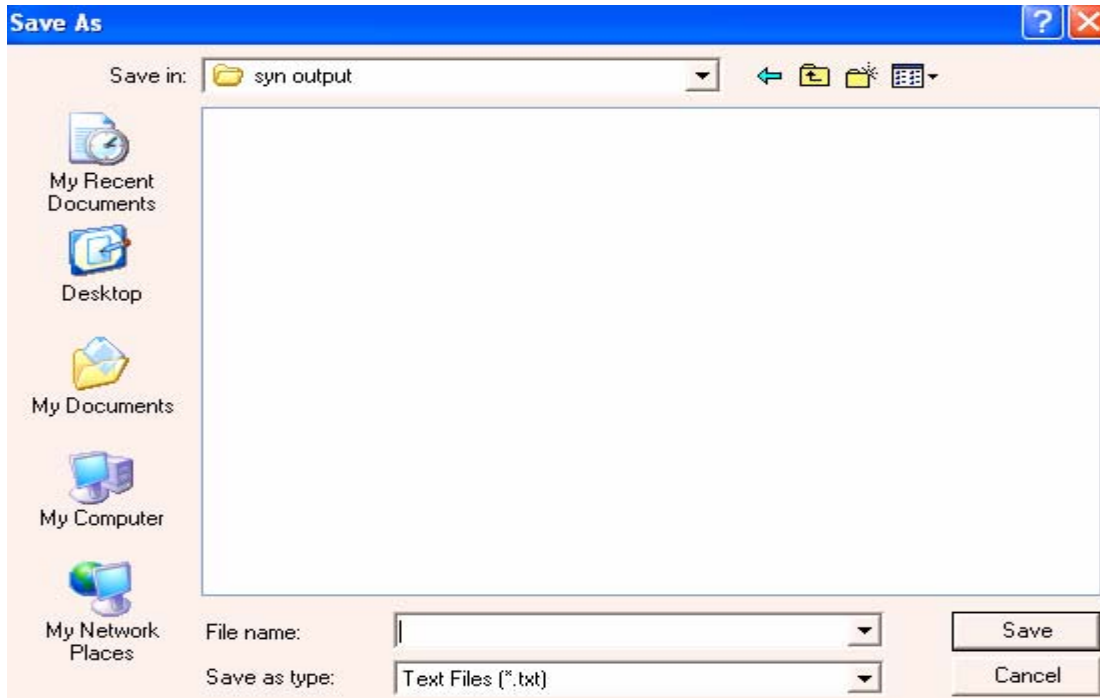 Save As
Save in: syn output
My Recent
Documents
Desktop
My Documents
My Computer
My Network
Places
File name:
Save
Save as type: Text Files (*.txt)
Cancel